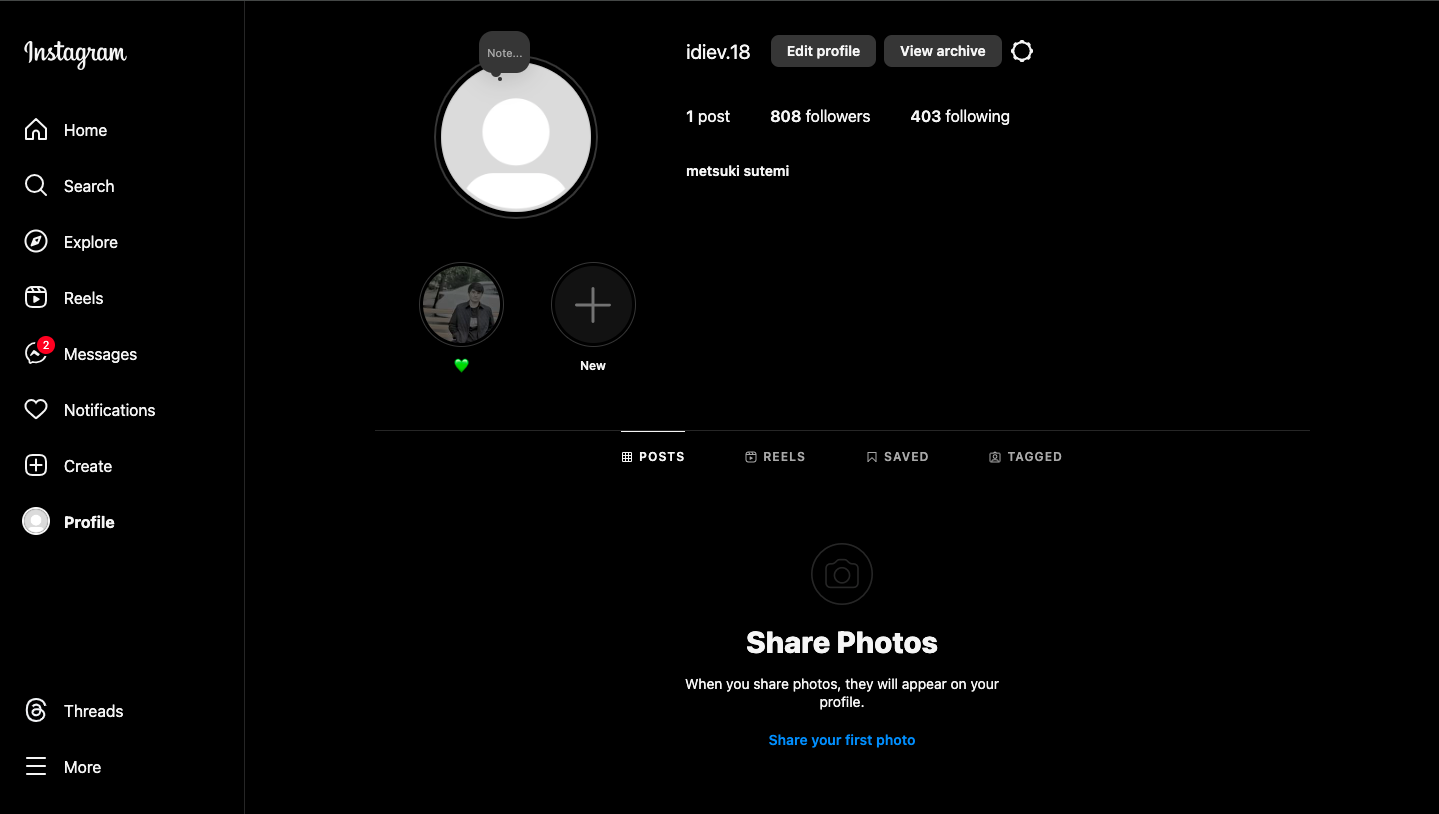 Instagram
Home
Search
Explore
Reels
2
Messages
Notifications
Create
Profile
Threads
More
Note...
idiev.18
Edit profile
View archive
1 post
808 followers
403 following
metsuki sutemi
💚
New
POSTS
REELS
SAVED
TAGGED
Share Photos
When you share photos, they will appear on your
profile.
Share your first photo